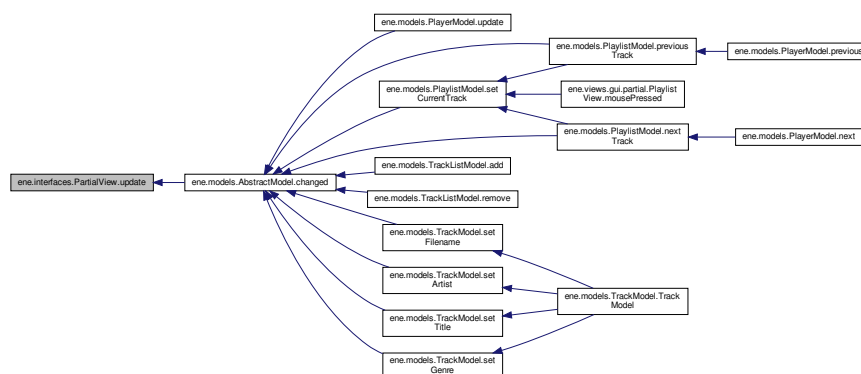 ene.models.PlayerModel.update
ene.models.PlaylistModel.previous
Track
ene.models.PlayerModel.previous
ene.models.PlaylistModel.set
CurrentTrack
ene.views.gui.partial.Playlist
View.mousePressed
ene.models.PlaylistModel.next
Track
ene.models.PlayerModel.next
ene.models.TrackListModel.add
ene.interfaces.PartialView.update
ene.models.AbstractModel.changed
ene.models.TrackListModel.remove
ene.models.TrackModel.set
Filename
ene.models.TrackModel.set
Artist
ene.models.TrackModel.Track
Model
ene.models.TrackModel.set
Title
ene.models.TrackModel.set
Genre